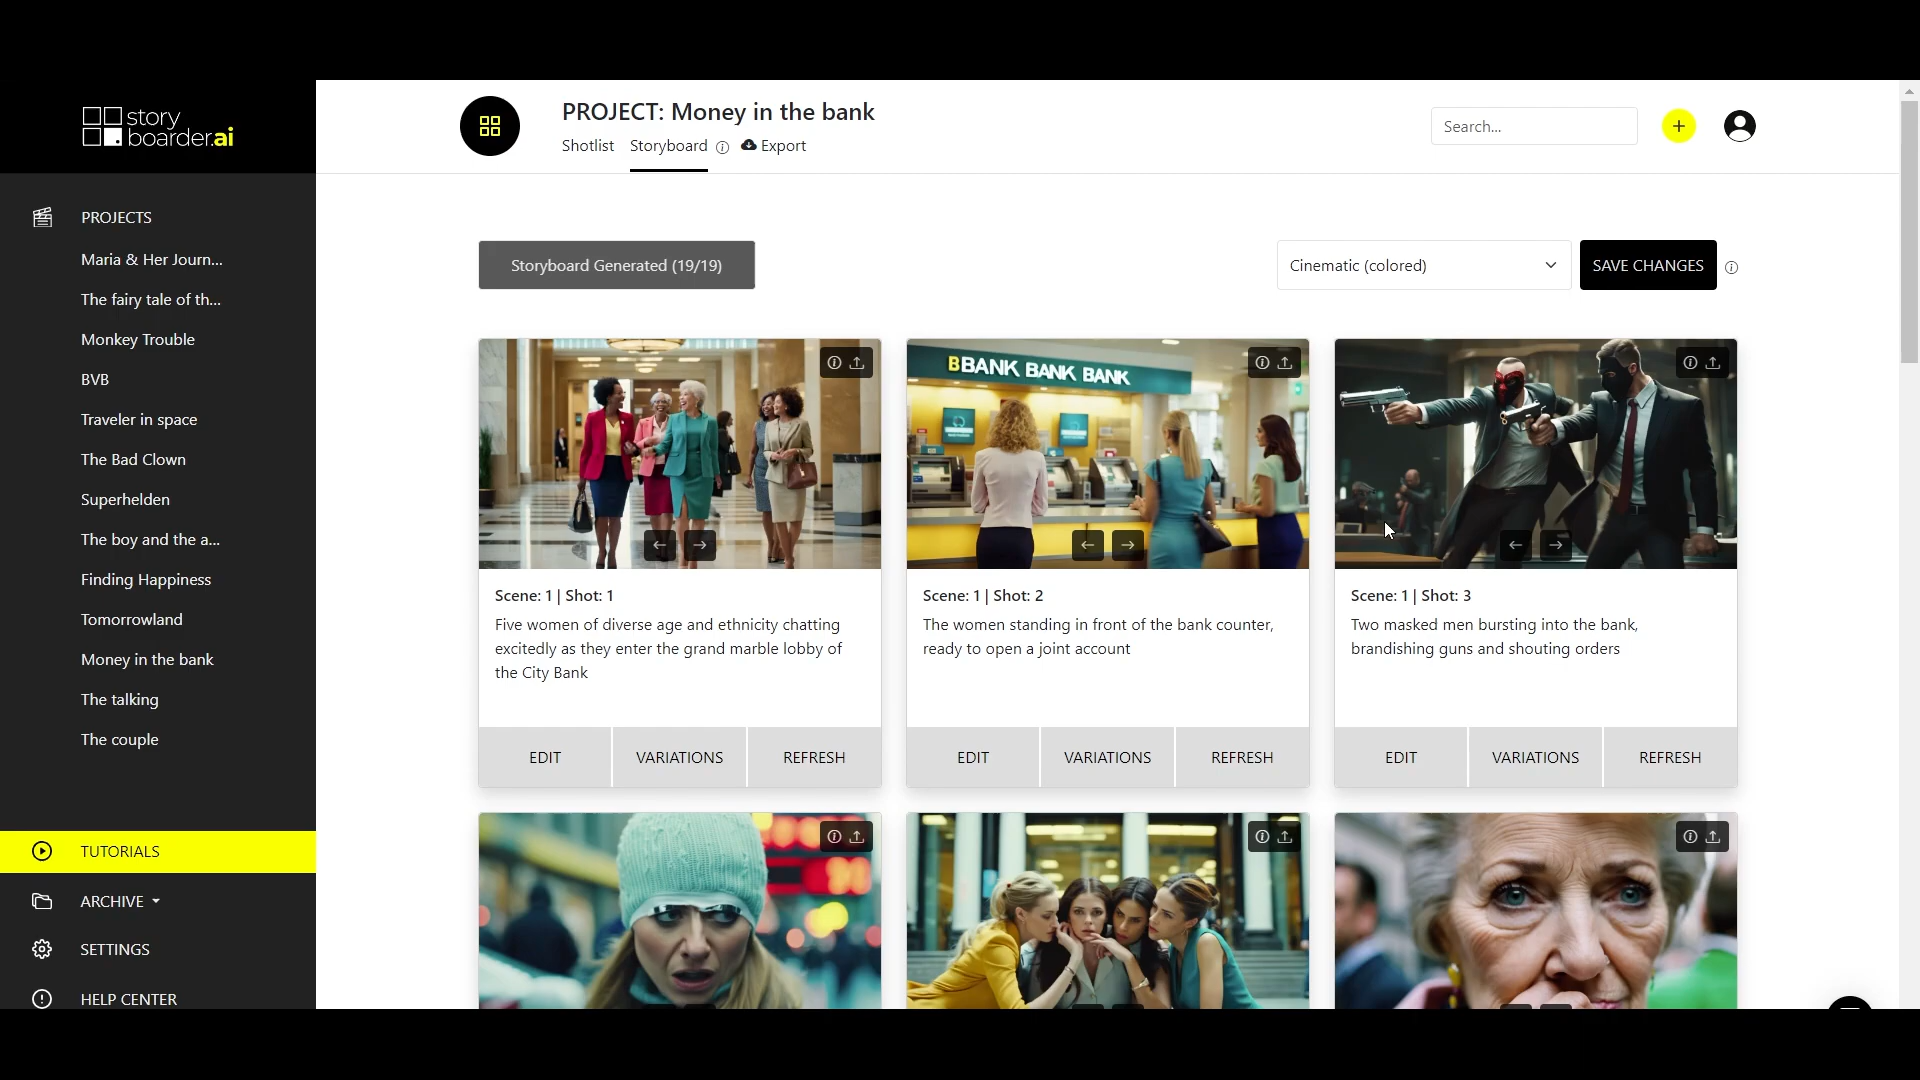 story
boarder.ai
PROJECT: Money in the bank
Shotlist Storyboard Export
Search...
PROJECTS
Maria & Her Journ...
The fairy tale of th...
Monkey Trouble
BVB
Traveler in space
The Bad Clown
Superhelden
The boy and the a...
Finding Happiness
Tomorrowland
Money in the bank
The talking
The couple
TUTORIALS
ARCHIVE
SETTINGS
HELP CENTER
Storyboard Generated (19/19)
Cinematic (colored)
SAVE CHANGES
BBANK BANK BANK
Scene: 1 | Shot: 1
Five women of diverse age and ethnicity chatting
excitedly as they enter the grand marble lobby of
the City Bank
EDIT VARIATIONS REFRESH
Scene: 1 | Shot: 2
The women standing in front of the bank counter,
ready to open a joint account
EDIT VARIATIONS REFRESH
Scene: 1 | Shot: 3
Two masked men bursting into the bank,
brandishing guns and shouting orders
EDIT VARIATIONS REFRESH